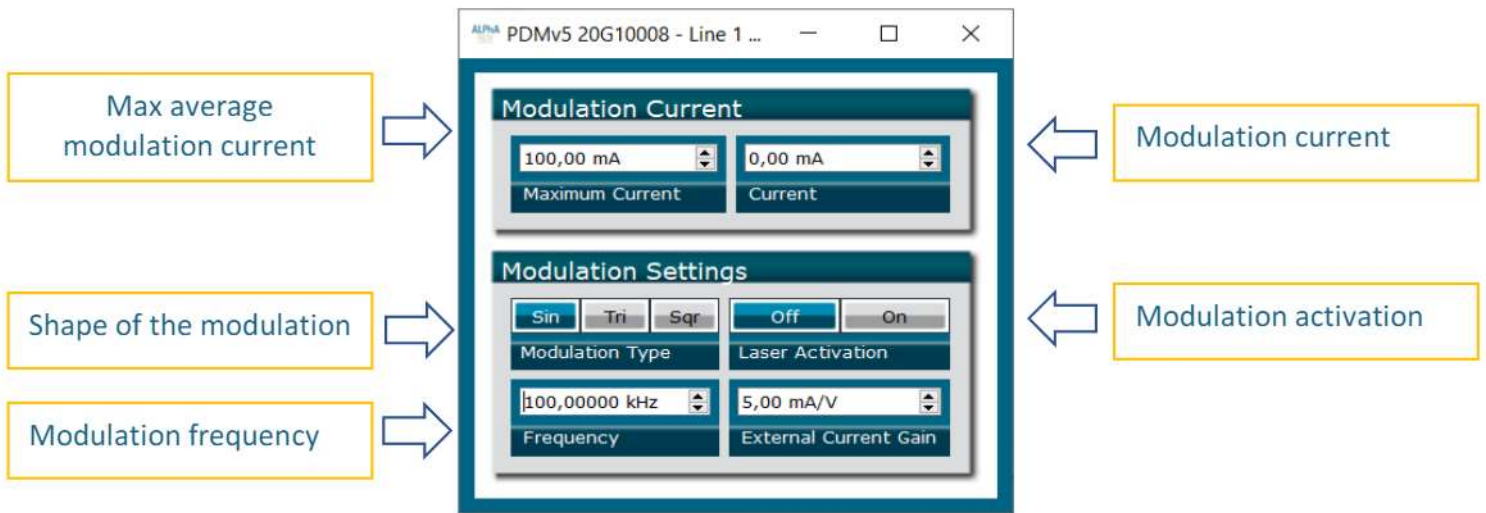 ALPhA
PDMv5 20G10008 - Line 1 ...
Max average
modulation current
Modulation Current
100,00 mA
0,00 mA
Maximum Current
Current
Modulation current
Modulation Settings
Shape of the modulation
Sin Tri Sqr
Off On
Modulation Type
Laser Activation
Modulation activation
Modulation frequency
100,00000 kHz
5,00 mA/V
Frequency
External Current Gain